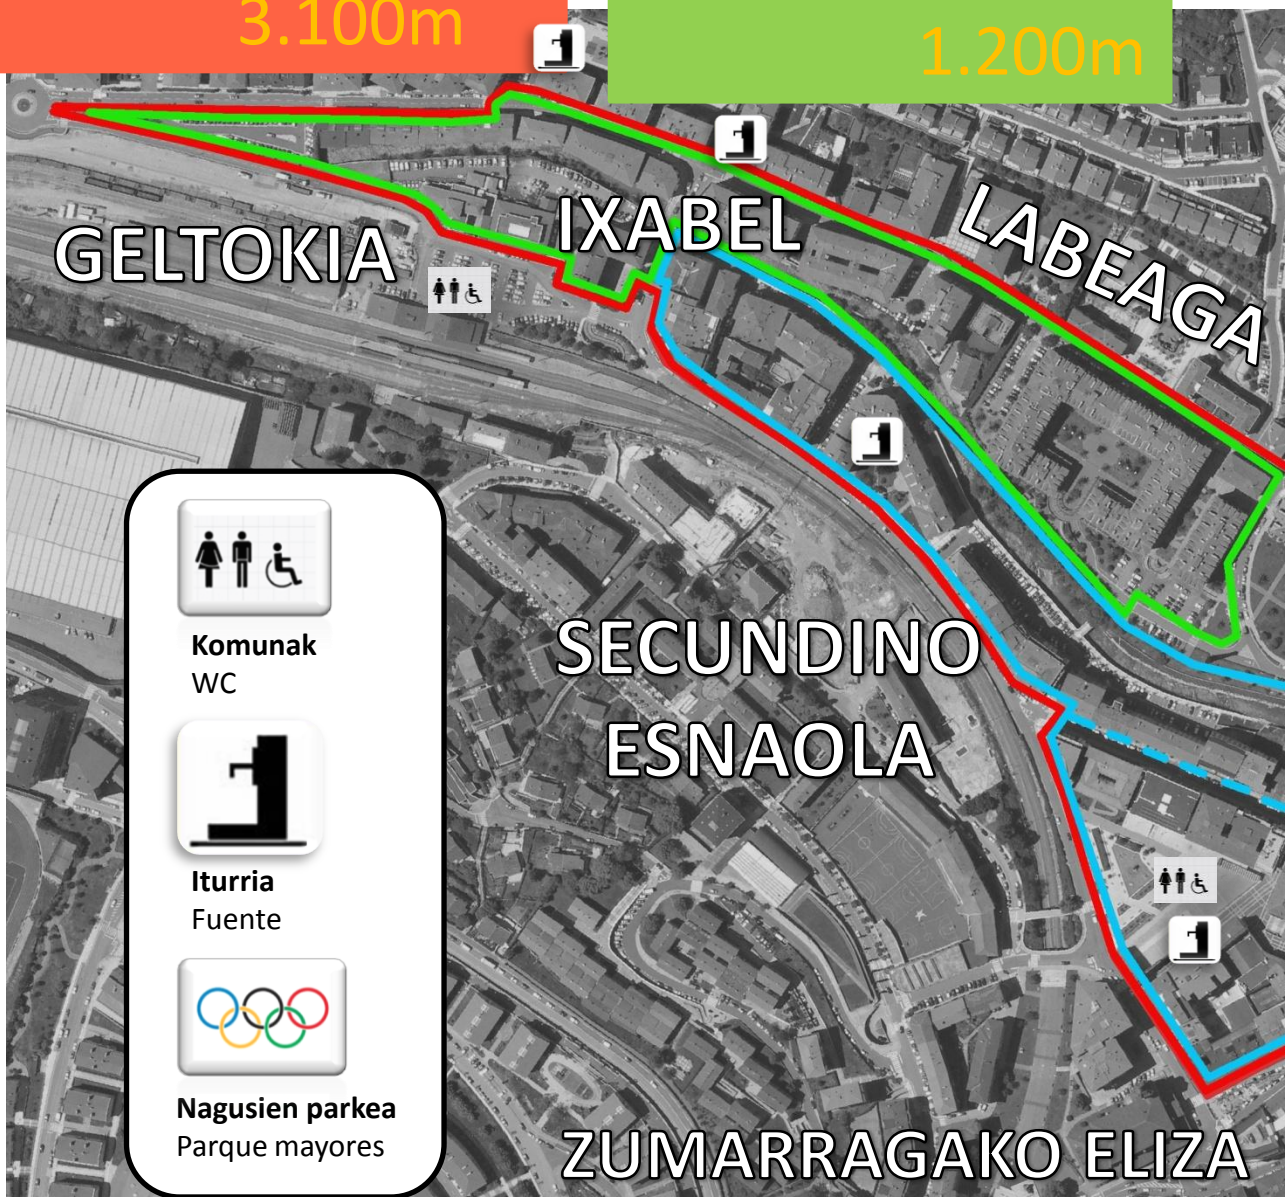 3.100m
1.200m
GELTOKIA
IXABEL
LABEAGA
SECUNDINO
ESNAOLA
ZUMARRAGAKO ELIZA
Komunak
WC
Iturria
Fuente
Nagusien parkea
Parque mayores